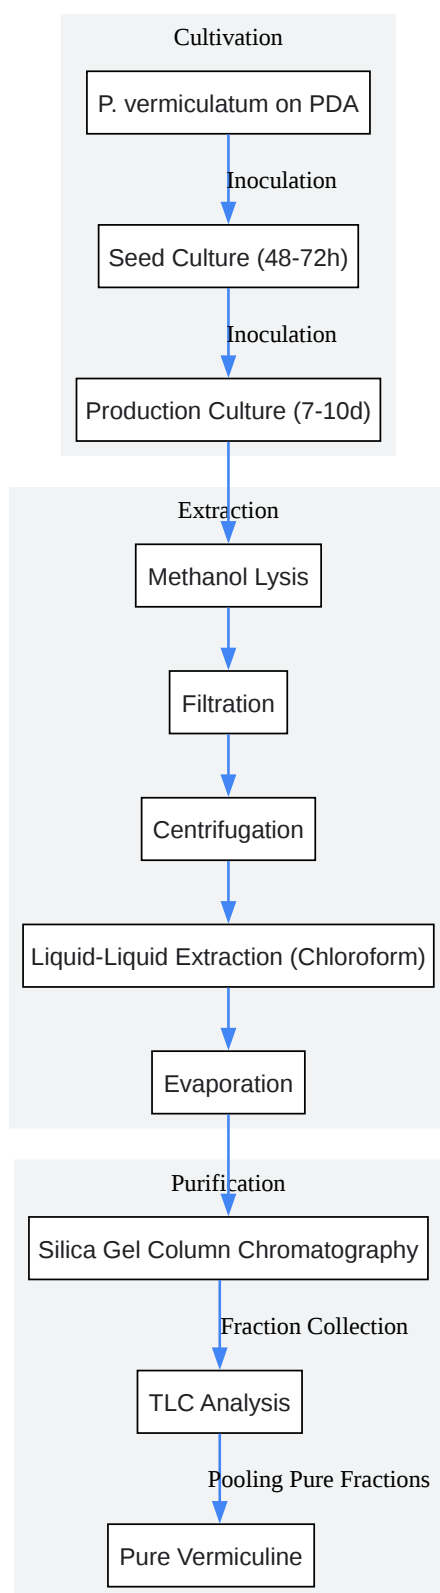 Cultivation
P. vermiculatum on PDA
Inoculation
Seed Culture (48-72h)
Inoculation
Production Culture (7-10d)
Extraction
Methanol Lysis
Filtration
Centrifugation
Liquid-Liquid Extraction (Chloroform)
Evaporation
Purification
Silica Gel Column Chromatography
Fraction Collection
TLC Analysis
Pooling Pure Fractions
Pure Vermiculine